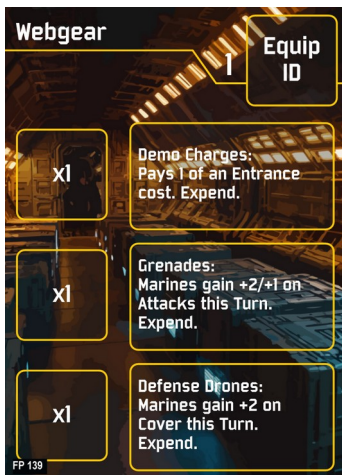 Webgear
1
Equip
ID
x1
Demo Charges:
Pays 1 of an Entrance
cost. Expend.
x1
Grenades:
Marines gain +2/+1 on
Attacks this Turn.
Expend.
x1
Defense Drones:
Marines gain +2 on
Cover this Turn.
Expend.
FP 139